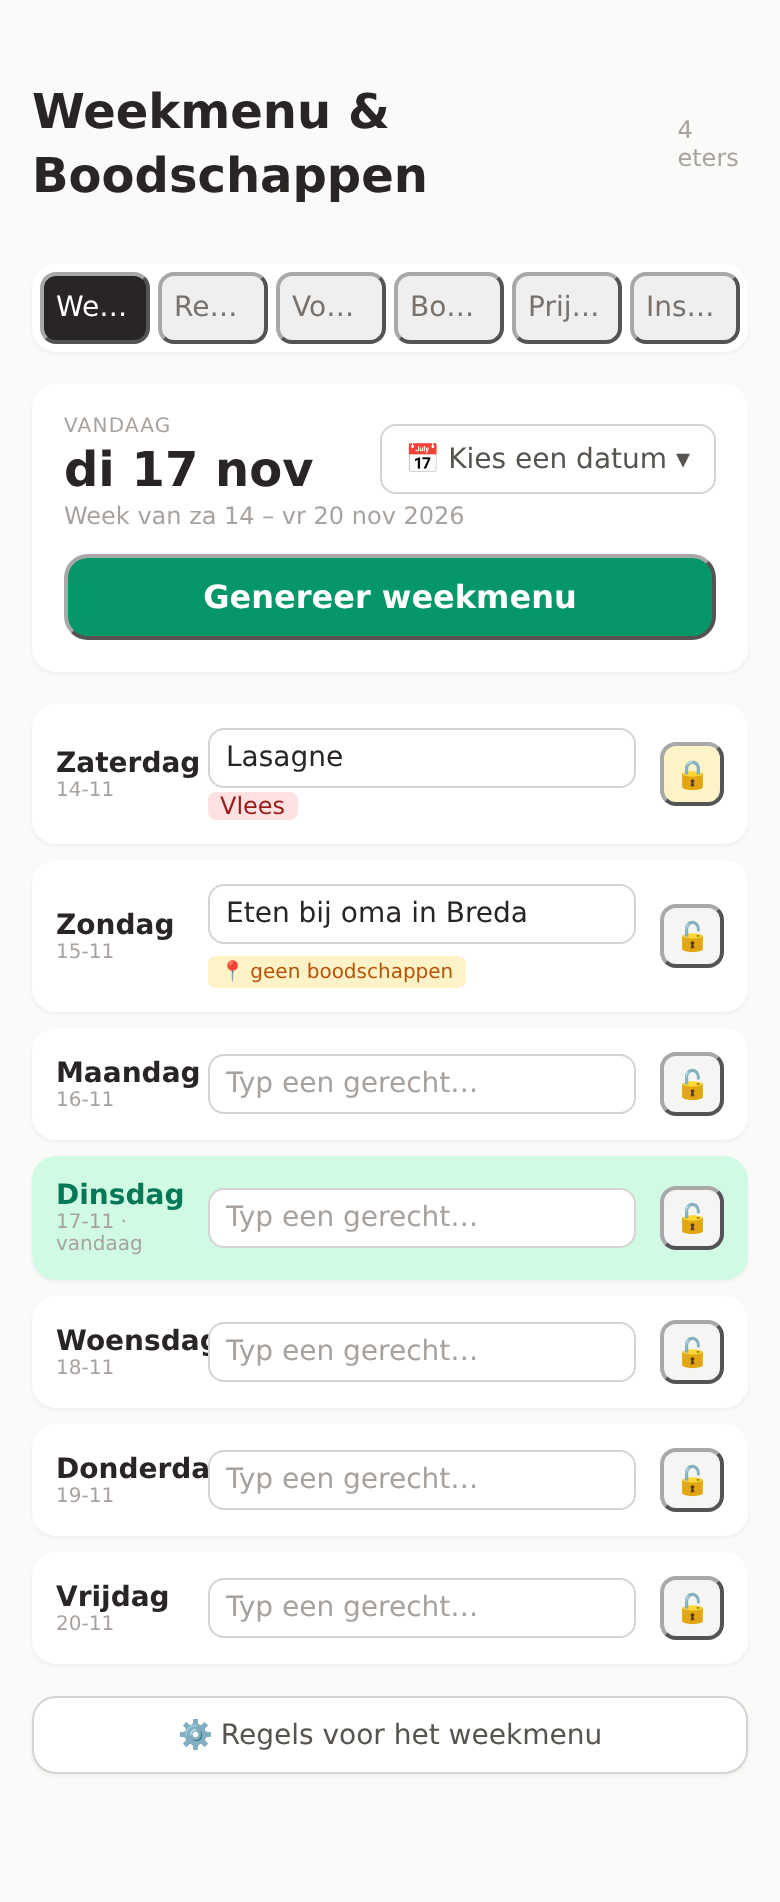 Weekmenu &
Boodschappen
4
eters
We...
Re...
Vo...
Bo...
Prij...
Ins...
VANDAAG
di 17 nov
📅 Kies een datum ▾
Week van za 14 – vr 20 nov 2026
Genereer weekmenu
Zaterdag
14-11
Lasagne
Vlees
🔒
Zondag
15-11
Eten bij oma in Breda
📍 geen boodschappen
🔓
Maandag
16-11
Typ een gerecht...
🔓
Dinsdag
17-11 ·
vandaag
Typ een gerecht...
🔓
Woensdag
18-11
Typ een gerecht...
🔓
Donderda
19-11
Typ een gerecht...
🔓
Vrijdag
20-11
Typ een gerecht...
🔓
⚙️ Regels voor het weekmenu